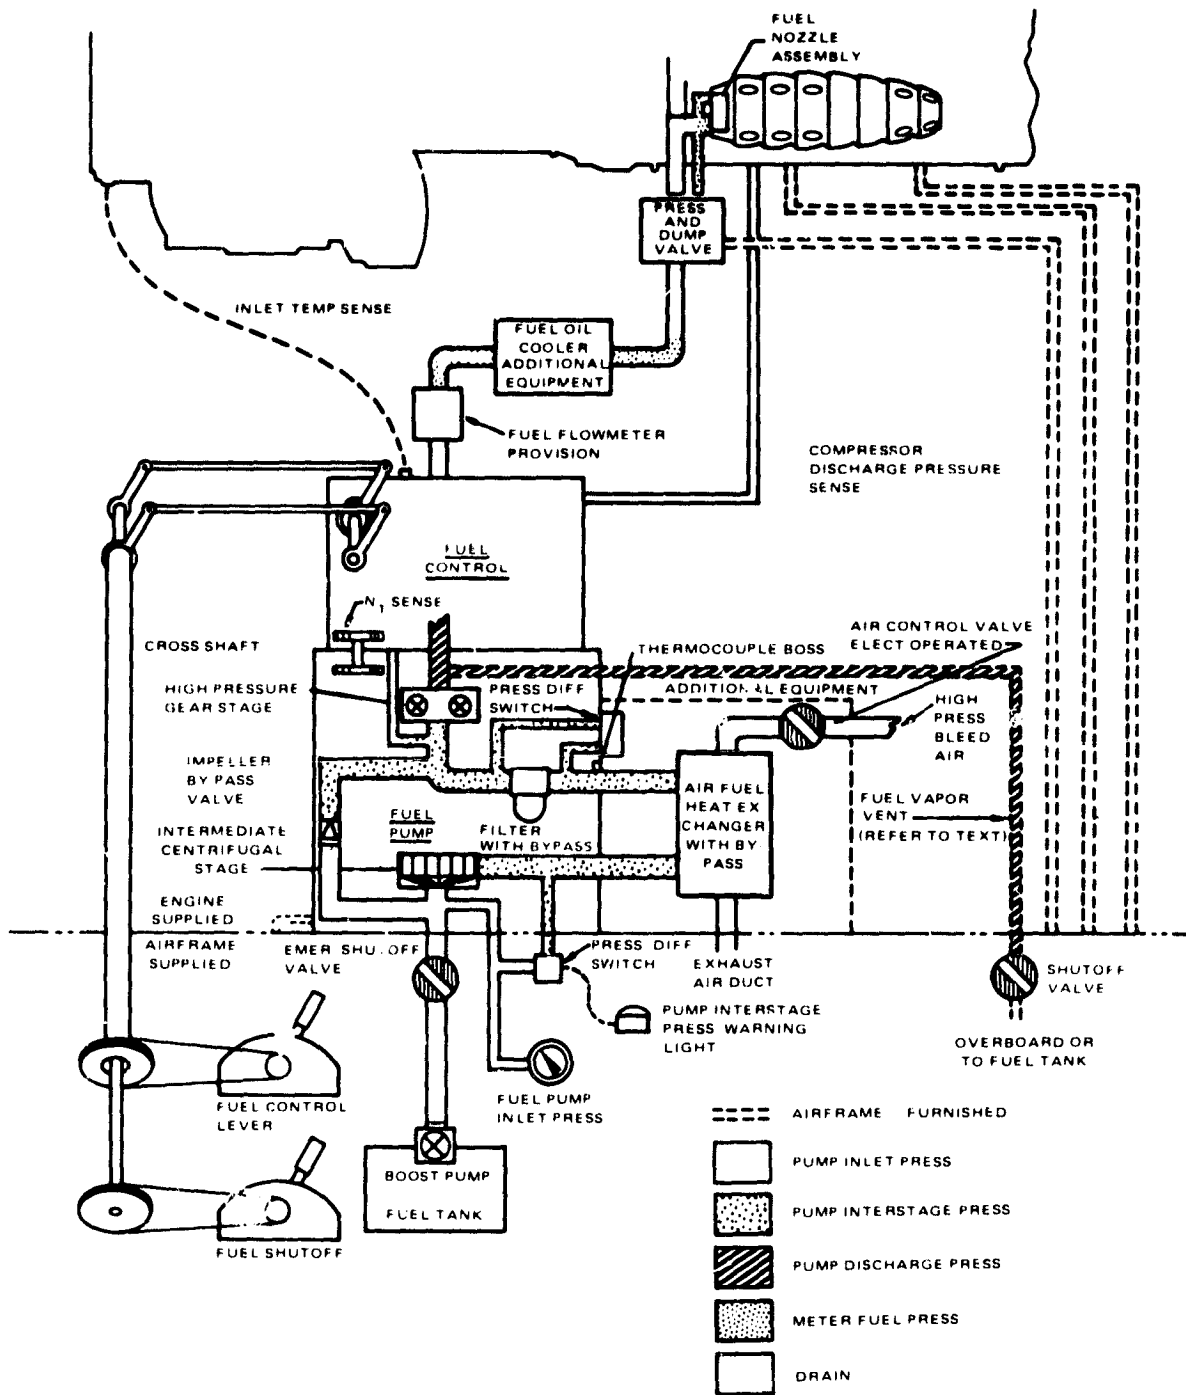 FUEL
NOZZLE
ASSEMBLY
PRESS
AND
DUMP
VALVE
INLET TEMP SENSE
FUEL OIL
COOLER
ADDITIONAL
EQUIPMENT
FUEL FLOWMETER
PROVISION
COMPRESSOR
DISCHARGE PRESSURE
SENSE
FUEL
CONTROL
N1 SENSE
CROSS SHAFT
THERMOCOUPLE BOSS
AIR CONTROL VALVE
ELECT OPERATED
HIGH PRESSURE
GEAR STAGE
PRESS DIFF
SWITCH
ADDITIONAL EQUIPMENT
HIGH
PRESS
BLEED
AIR
IMPELLER
BY PASS
VALVE
FUEL
PUMP
FILTER
WITH BYPASS
AIR FUEL
HEAT EX
CHANGER
WITH BY
PASS
FUEL VAPOR
VENT
(REFER TO TEXT)
INTERMEDIATE
CENTRIFUGAL
STAGE
ENGINE
SUPPLIED
AIRFRAME
SUPPLIED
EMER SHUTOFF
VALVE
PRESS DIFF
SWITCH
EXHAUST
AIR DUCT
SHUTOFF
VALVE
PUMP INTERSTAGE
PRESS WARNING
LIGHT
OVERBOARD OR
TO FUEL TANK
FUEL CONTROL
LEVER
FUEL PUMP
INLET PRESS
BOOST PUMP
FUEL TANK
FUEL SHUTOFF
AIRFRAME FURNISHED
PUMP INLET PRESS
PUMP INTERSTAGE PRESS
PUMP DISCHARGE PRESS
METER FUEL PRESS
DRAIN